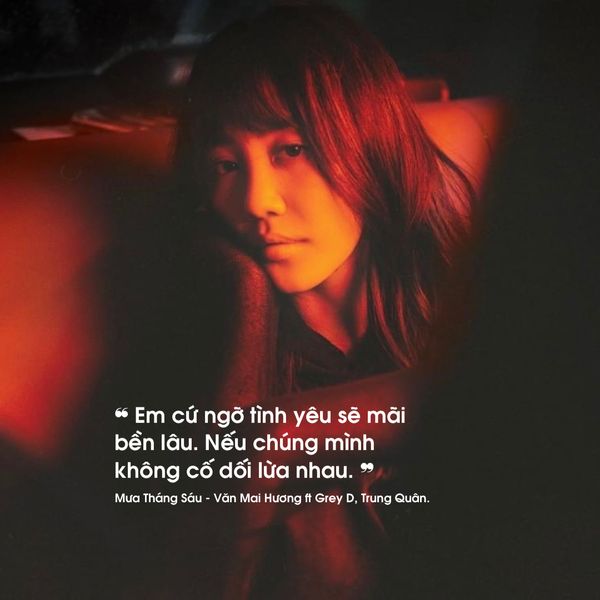 ❝ Em cứ ngỡ tình yêu sẽ mãi
bền lâu. Nếu chúng mình
không cố dối lừa nhau. ❞
Mưa Tháng Sáu - Văn Mai Hương ft Grey D, Trung Quân.